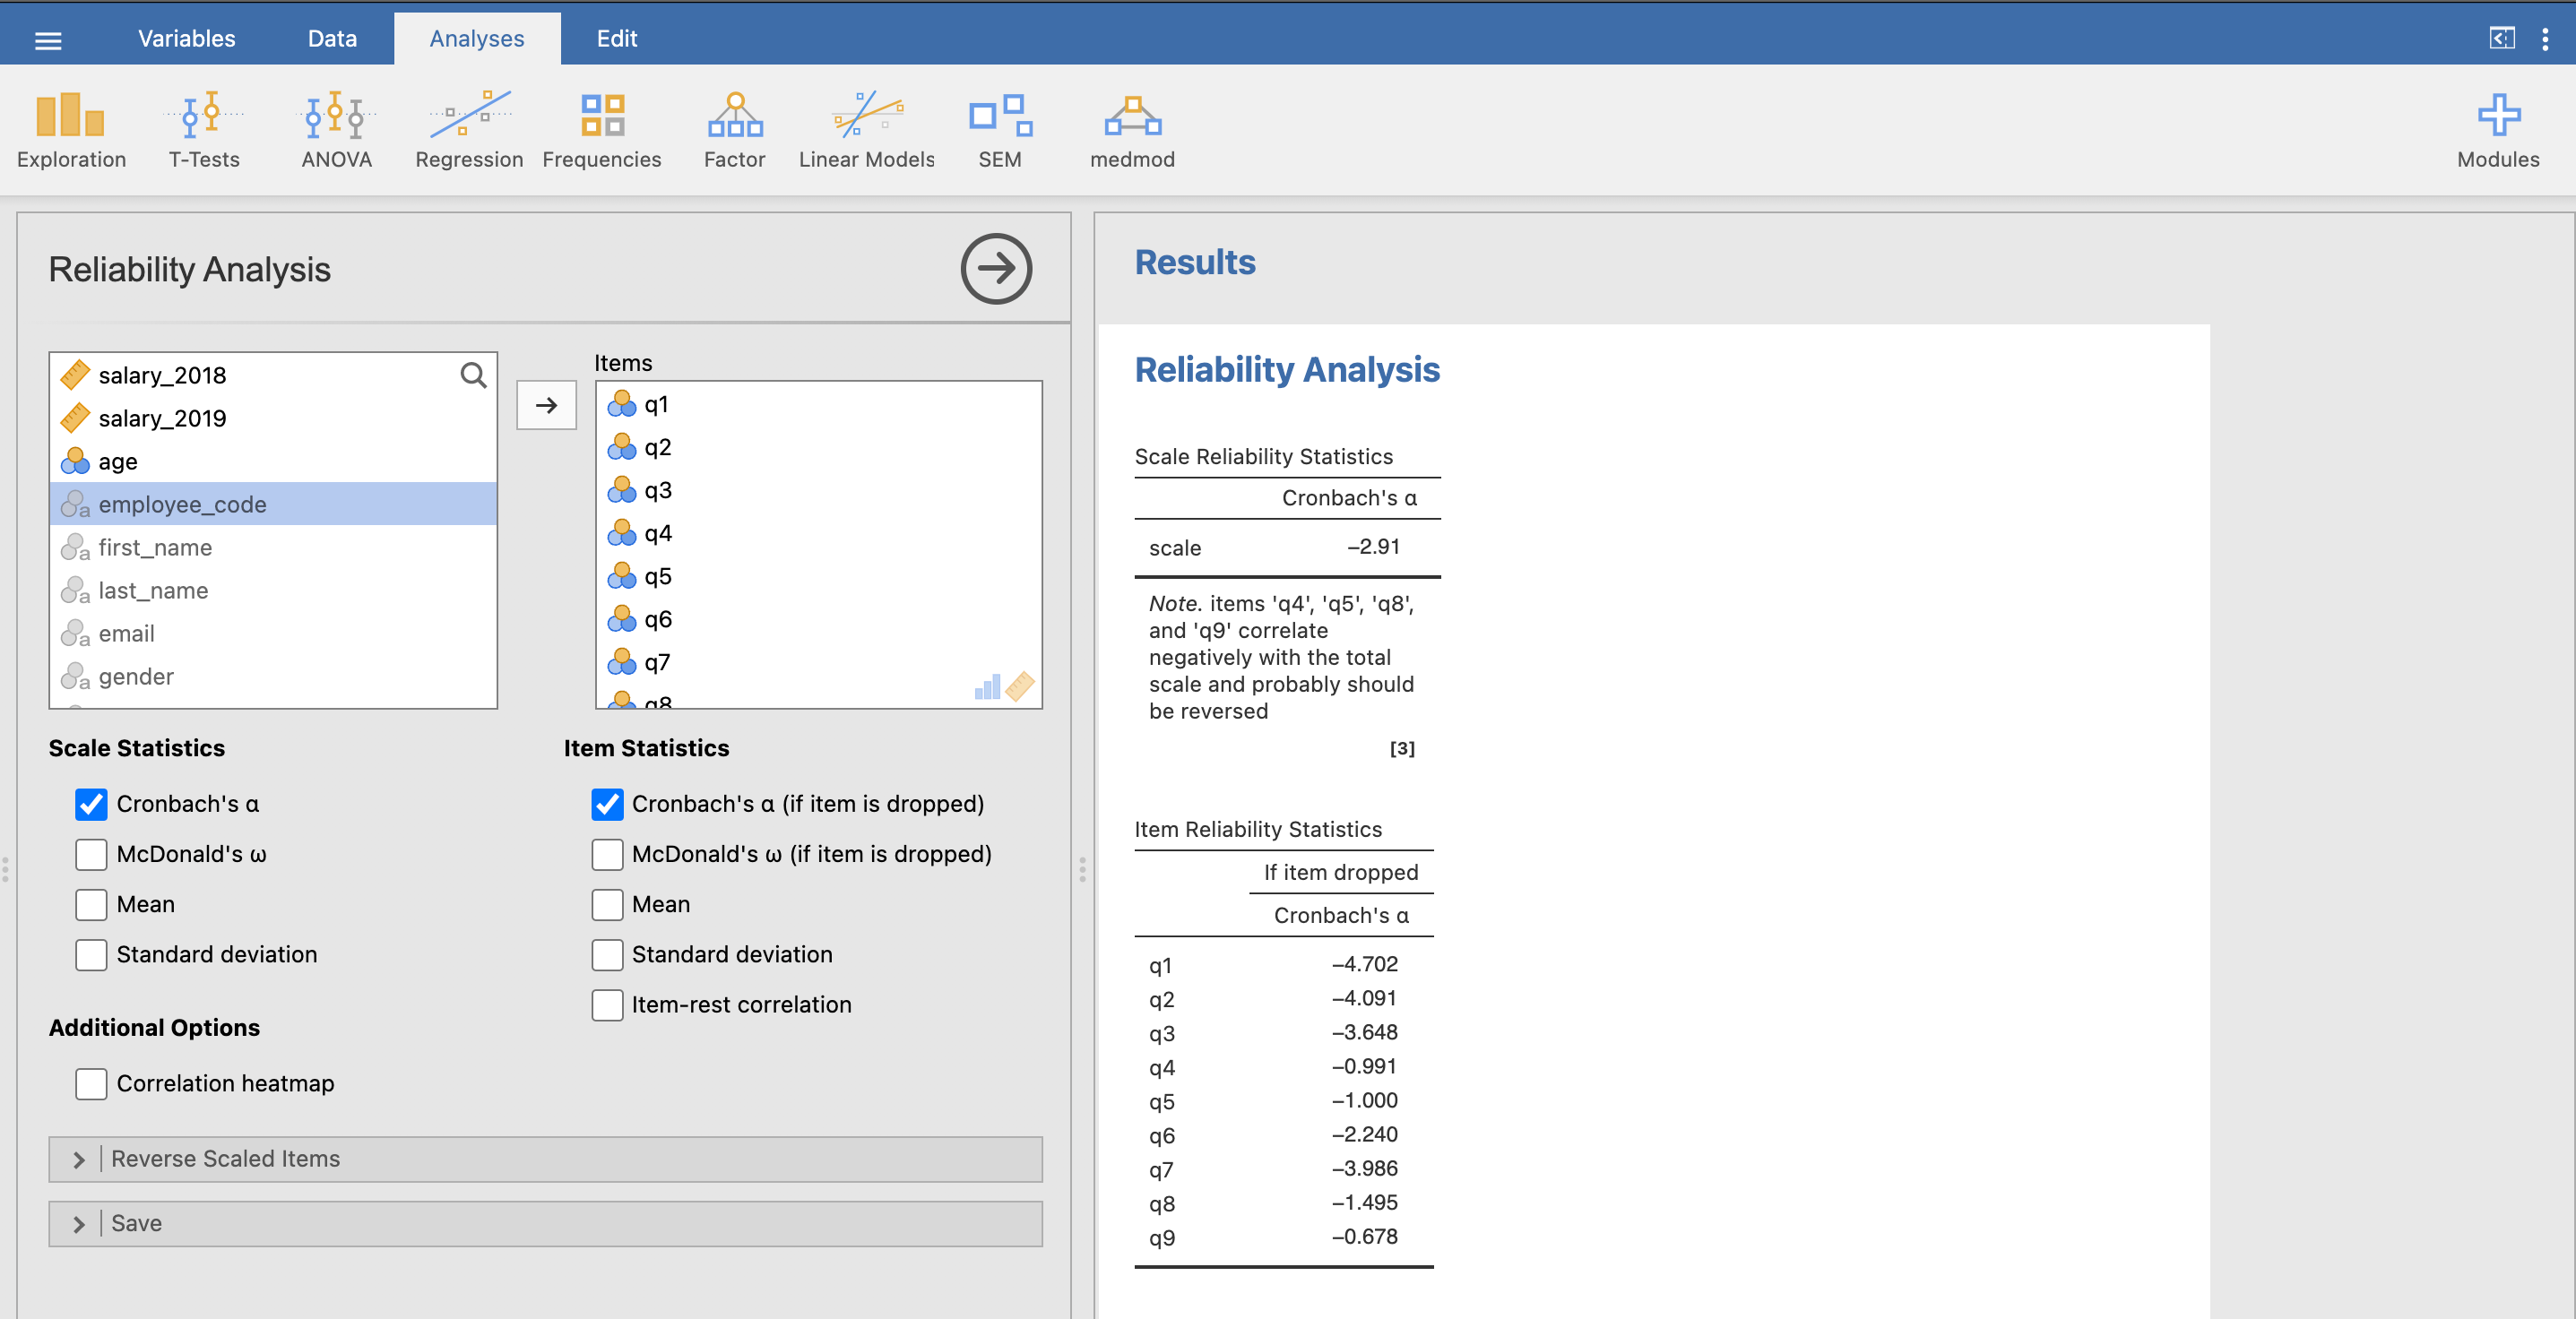 Variables Data Analyses Edit
Exploration T-Tests ANOVA Regression Frequencies Factor Linear Models SEM medmod Modules
Reliability Analysis
salary_2018
salary_2019
age
employee_code
first_name
last_name
email
gender
Items
q1
q2
q3
q4
q5
q6
q7
q8
Scale Statistics
Cronbach's α
McDonald's ω
Mean
Standard deviation
Item Statistics
Cronbach's α (if item is dropped)
McDonald's ω (if item is dropped)
Mean
Standard deviation
Item-rest correlation
Additional Options
Correlation heatmap
Reverse Scaled Items
Save
Results
Reliability Analysis
Scale Reliability Statistics
Cronbach's α
scale –2.91
Note. items 'q4', 'q5', 'q8',
and 'q9' correlate
negatively with the total
scale and probably should
be reversed
[3]
Item Reliability Statistics
If item dropped
Cronbach's α
q1 –4.702
q2 –4.091
q3 –3.648
q4 –0.991
q5 –1.000
q6 –2.240
q7 –3.986
q8 –1.495
q9 –0.678